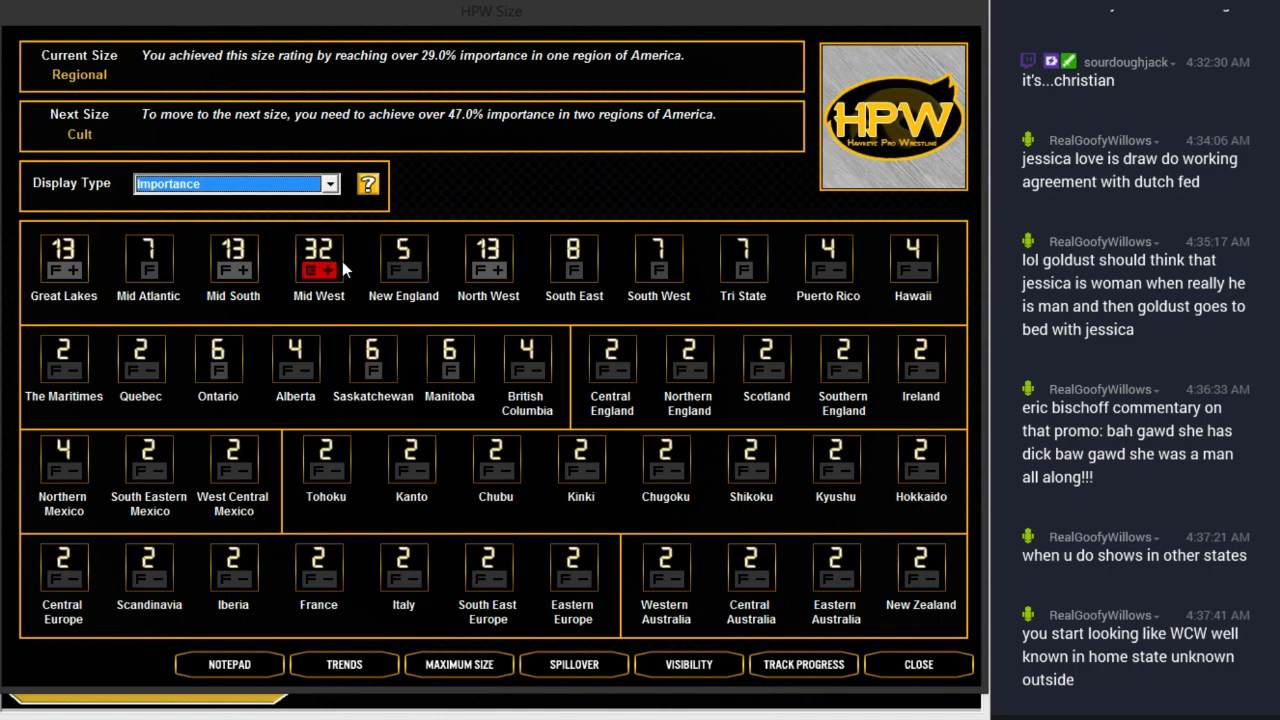 HPW Size
Current Size
Regional
You achieved this size rating by reaching over 29.0% importance in one region of America.
Next Size
Cult
To move to the next size, you need to achieve over 47.0% importance in two regions of America.
HPW
HAWKEYE PRO WRESTLING
Display Type
Importance
?
13 7 13 32 5 13 8 7 7 4 4
F+ F F+ E+ F- F+ F F F F- F-
Great Lakes Mid Atlantic Mid South Mid West New England North West South East South West Tri State Puerto Rico Hawaii
2 2 6 4 6 6 4 2 2 2 2 2
F- F- F F- F F F- F- F- F- F- F-
The Maritimes Quebec Ontario Alberta Saskatchewan Manitoba British Central Northern Scotland Southern Ireland
Columbia England England England
4 2 2 2 2 2 2 2 2 2 2
F- F- F- F- F- F- F- F- F- F- F-
Northern South Eastern West Central Tohoku Kanto Chubu Kinki Chugoku Shikoku Kyushu Hokkaido
Mexico Mexico Mexico
2 2 2 2 2 2 2 2 2 2 2
F- F- F- F- F- F- F- F- F- F- F-
Central Scandinavia Iberia France Italy South East Eastern Western Central Eastern New Zealand
Europe Europe Europe Australia Australia Australia
NOTEPAD TRENDS MAXIMUM SIZE SPILLOVER VISIBILITY TRACK PROGRESS CLOSE
sourdoughjack 4:32:30 AM
it's...christian
RealGoofyWillows 4:34:06 AM
jessica love is draw do working
agreement with dutch fed
RealGoofyWillows 4:35:17 AM
lol goldust should think that
jessica is woman when really he
is man and then goldust goes to
bed with jessica
RealGoofyWillows 4:36:33 AM
eric bischoff commentary on
that promo: bah gawd she has
dick baw gawd she was a man
all along!!!
RealGoofyWillows 4:37:21 AM
when u do shows in other states
RealGoofyWillows 4:37:41 AM
you start looking like WCW well
known in home state unknown
outside